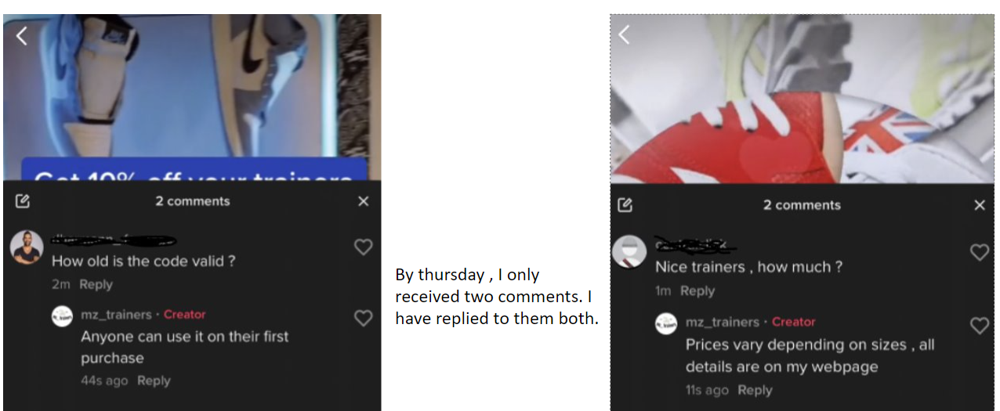 Get 10% off your trainers
2 comments
How old is the code valid ?
2m Reply
mz_trainers · Creator
Anyone can use it on their first
purchase
44s ago Reply
By thursday , I only
received two comments. I
have replied to them both.
2 comments
Nice trainers , how much ?
1m Reply
mz_trainers · Creator
Prices vary depending on sizes , all
details are on my webpage
11s ago Reply